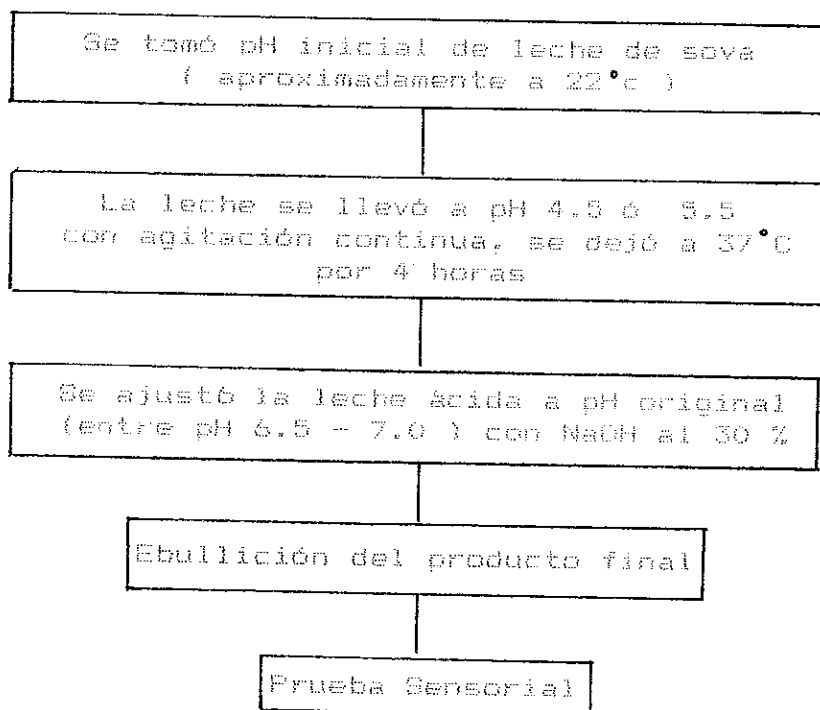 Se tomó pH inicial de leche de soya
( aproximadamente a 22°c )
La leche se llevó a pH 4.5 ó 5.5
con agitación continua, se dejó a 37°C
por 4 horas
Se ajustó la leche ácida a pH original
(entre pH 6.5 - 7.0 ) con NaOH al 30 %
Ebullición del producto final
Prueba Sensorial